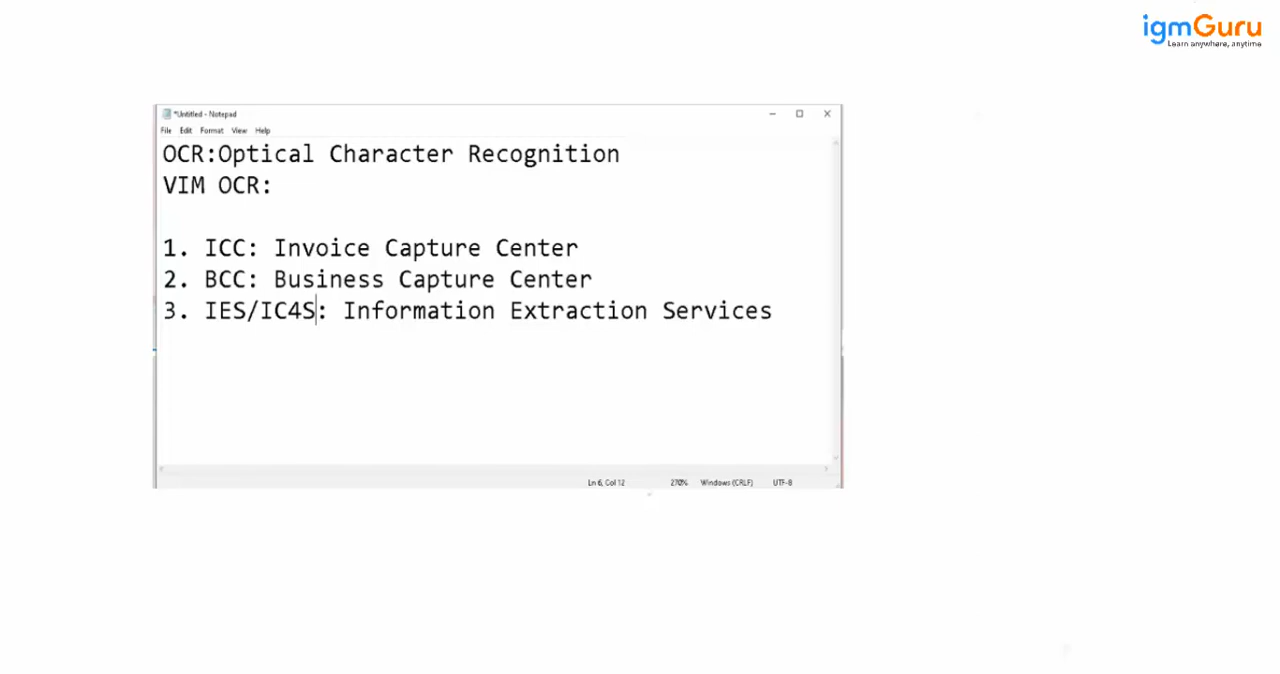 igmGuru
Learn anywhere, anytime
*Untitled - Notepad
File Edit Format View Help
OCR:Optical Character Recognition
VIM OCR:
1. ICC: Invoice Capture Center
2. BCC: Business Capture Center
3. IES/IC4S: Information Extraction Services
Ln 6, Col 12 270% Windows (CRLF) UTF-8